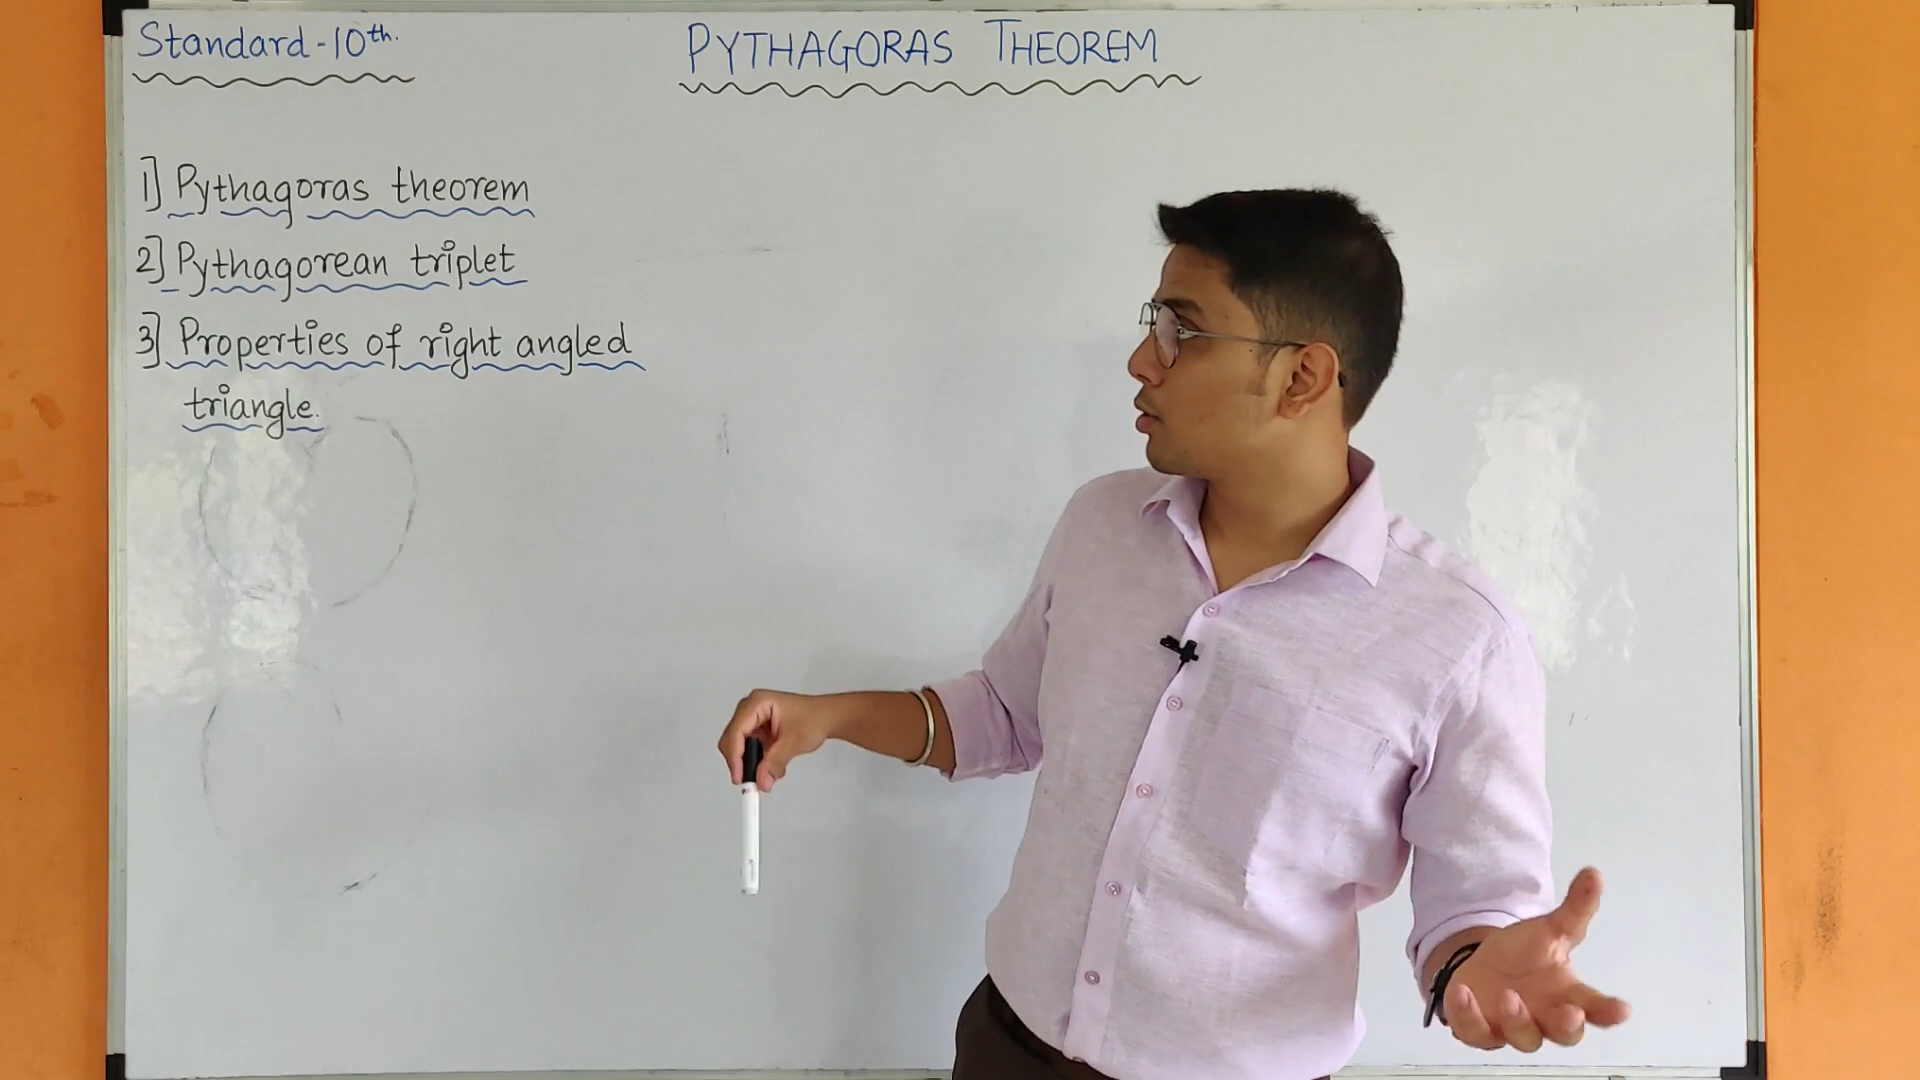 Standard-10th.
PYTHAGORAS THEOREM
1] Pythagoras theorem
2] Pythagorean triplet
3] Properties of right angled
triangle.